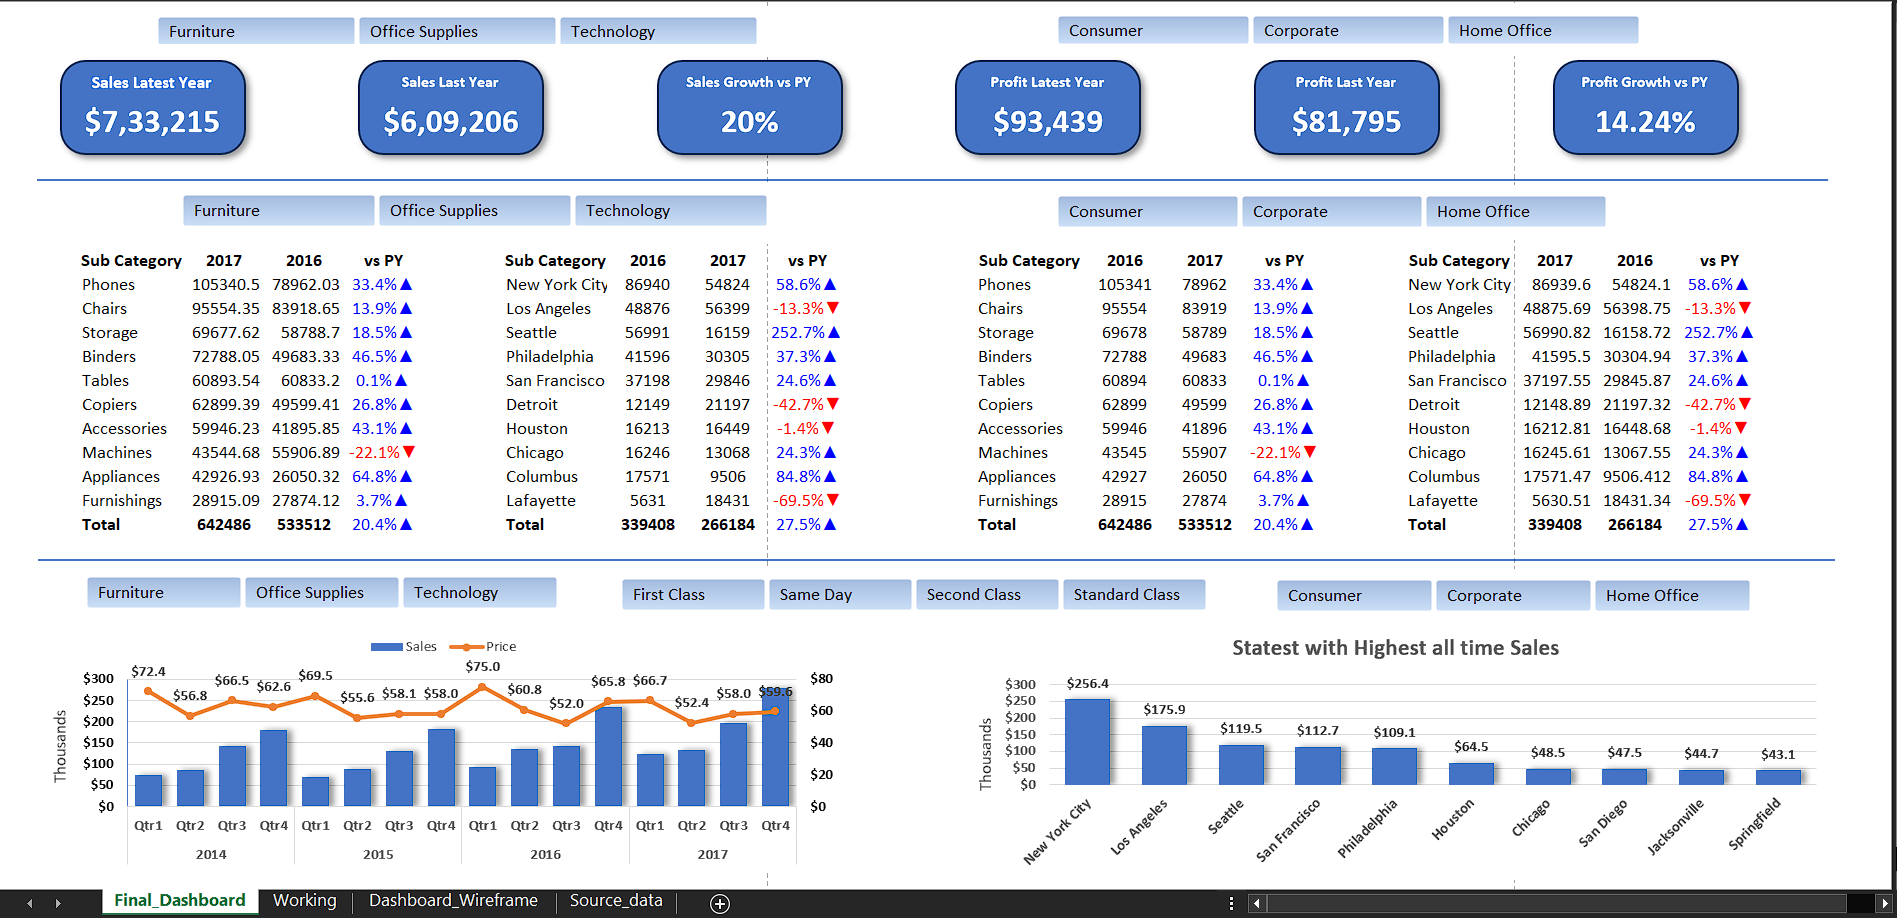 Furniture Office Supplies Technology Consumer Corporate Home Office
Sales Latest Year Sales Last Year Sales Growth vs PY Profit Latest Year Profit Last Year Profit Growth vs PY
$7,33,215 $6,09,206 20% $93,439 $81,795 14.24%
Furniture Office Supplies Technology Consumer Corporate Home Office
Sub Category 2017 2016 vs PY Sub Category 2016 2017 vs PY Sub Category 2016 2017 vs PY Sub Category 2017 2016 vs PY
Phones 105340.5 78962.03 33.4%▲ New York City 86940 54824 58.6%▲ Phones 105341 78962 33.4%▲ New York City 86939.6 54824.1 58.6%▲
Chairs 95554.35 83918.65 13.9%▲ Los Angeles 48876 56399 -13.3%▼ Chairs 95554 83919 13.9%▲ Los Angeles 48875.69 56398.75 -13.3%▼
Storage 69677.62 58788.7 18.5%▲ Seattle 56991 16159 252.7%▲ Storage 69678 58789 18.5%▲ Seattle 56990.82 16158.72 252.7%▲
Binders 72788.05 49683.33 46.5%▲ Philadelphia 41596 30305 37.3%▲ Binders 72788 49683 46.5%▲ Philadelphia 41595.5 30304.94 37.3%▲
Tables 60893.54 60833.2 0.1%▲ San Francisco 37198 29846 24.6%▲ Tables 60894 60833 0.1%▲ San Francisco 37197.55 29845.87 24.6%▲
Copiers 62899.39 49599.41 26.8%▲ Detroit 12149 21197 -42.7%▼ Copiers 62899 49599 26.8%▲ Detroit 12148.89 21197.32 -42.7%▼
Accessories 59946.23 41895.85 43.1%▲ Houston 16213 16449 -1.4%▼ Accessories 59946 41896 43.1%▲ Houston 16212.81 16448.68 -1.4%▼
Machines 43544.68 55906.89 -22.1%▼ Chicago 16246 13068 24.3%▲ Machines 43545 55907 -22.1%▼ Chicago 16245.61 13067.55 24.3%▲
Appliances 42926.93 26050.32 64.8%▲ Columbus 17571 9506 84.8%▲ Appliances 42927 26050 64.8%▲ Columbus 17571.47 9506.412 84.8%▲
Furnishings 28915.09 27874.12 3.7%▲ Lafayette 5631 18431 -69.5%▼ Furnishings 28915 27874 3.7%▲ Lafayette 5630.51 18431.34 -69.5%▼
Total 642486 533512 20.4%▲ Total 339408 266184 27.5%▲ Total 642486 533512 20.4%▲ Total 339408 266184 27.5%▲
Furniture Office Supplies Technology First Class Same Day Second Class Standard Class Consumer Corporate Home Office
Sales Price
Thousands
$300
$250
$200
$150
$100
$50
$0
$72.4 $56.8 $66.5 $62.6 $69.5 $55.6 $58.1 $58.0 $75.0 $60.8 $52.0 $65.8 $66.7 $52.4 $58.0 $59.6
$80
$60
$40
$20
$0
Qtr1 Qtr2 Qtr3 Qtr4 Qtr1 Qtr2 Qtr3 Qtr4 Qtr1 Qtr2 Qtr3 Qtr4 Qtr1 Qtr2 Qtr3 Qtr4
2014 2015 2016 2017
Statest with Highest all time Sales
Thousands
$300
$250
$200
$150
$100
$50
$0
$256.4 $175.9 $119.5 $112.7 $109.1 $64.5 $48.5 $47.5 $44.7 $43.1
New York City Los Angeles Seattle San Francisco Philadelphia Houston Chicago San Diego Jacksonville Springfield
Final_Dashboard Working Dashboard_Wireframe Source_data